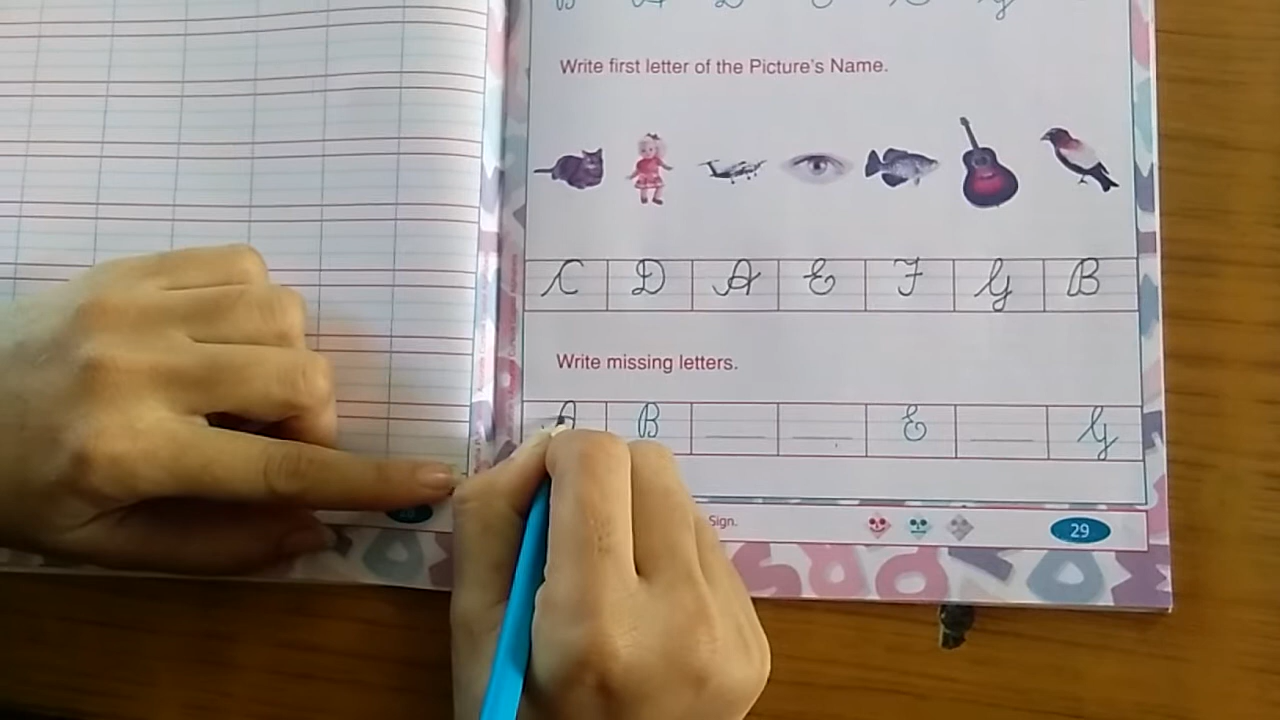 Write first letter of the Picture's Name.
C D A E F G B
Write missing letters.
A B E G
Sign.
29